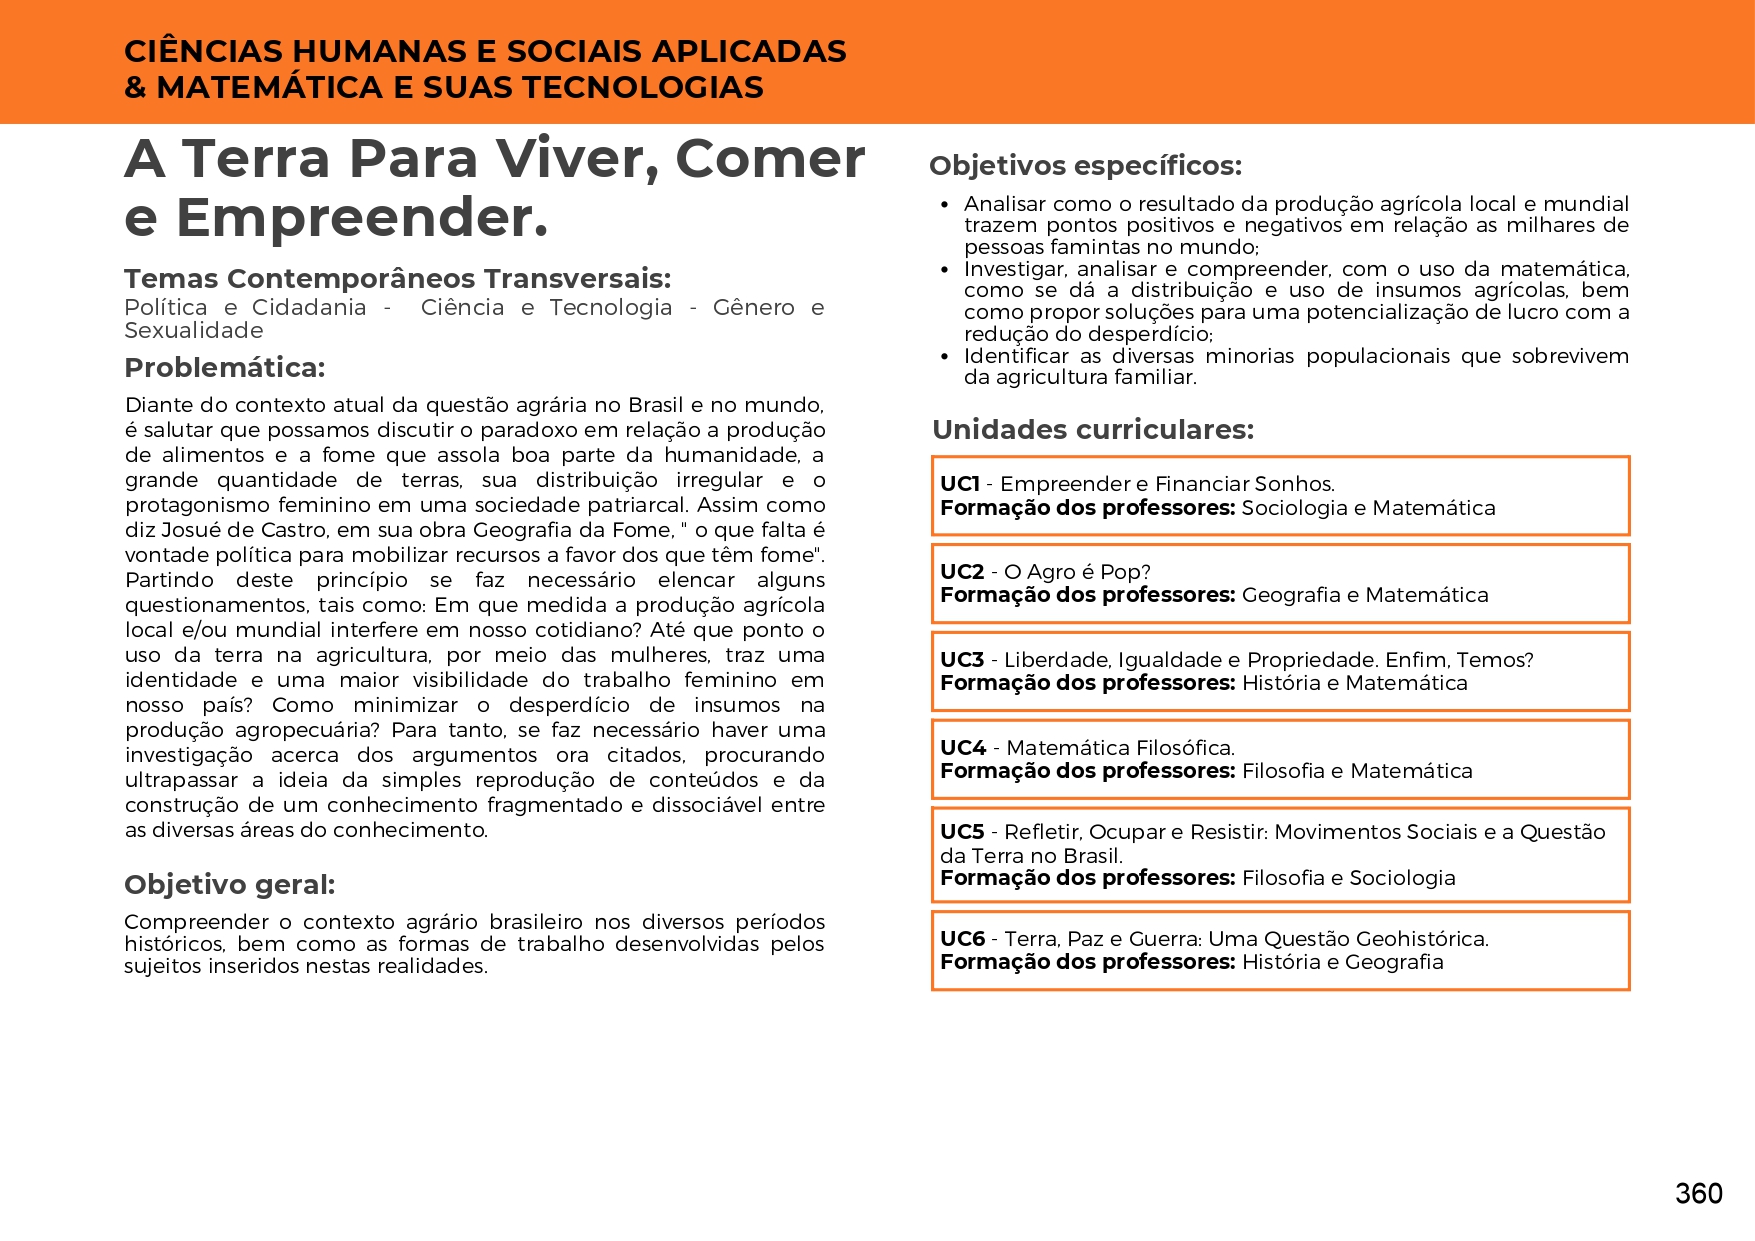 CIÊNCIAS HUMANAS E SOCIAIS APLICADAS
& MATEMÁTICA E SUAS TECNOLOGIAS
A Terra Para Viver, Comer
e Empreender.
Temas Contemporâneos Transversais:
Política e Cidadania - Ciência e Tecnologia - Gênero e
Sexualidade
Problemática:
Diante do contexto atual da questão agrária no Brasil e no mundo,
é salutar que possamos discutir o paradoxo em relação a produção
de alimentos e a fome que assola boa parte da humanidade, a
grande quantidade de terras, sua distribuição irregular e o
protagonismo feminino em uma sociedade patriarcal. Assim como
diz Josué de Castro, em sua obra Geografia da Fome, " o que falta é
vontade política para mobilizar recursos a favor dos que têm fome".
Partindo deste princípio se faz necessário elencar alguns
questionamentos, tais como: Em que medida a produção agrícola
local e/ou mundial interfere em nosso cotidiano? Até que ponto o
uso da terra na agricultura, por meio das mulheres, traz uma
identidade e uma maior visibilidade do trabalho feminino em
nosso país? Como minimizar o desperdício de insumos na
produção agropecuária? Para tanto, se faz necessário haver uma
investigação acerca dos argumentos ora citados, procurando
ultrapassar a ideia da simples reprodução de conteúdos e da
construção de um conhecimento fragmentado e dissociável entre
as diversas áreas do conhecimento.
Objetivo geral:
Compreender o contexto agrário brasileiro nos diversos períodos
históricos, bem como as formas de trabalho desenvolvidas pelos
sujeitos inseridos nestas realidades.
Objetivos específicos:
• Analisar como o resultado da produção agrícola local e mundial
trazem pontos positivos e negativos em relação as milhares de
pessoas famintas no mundo;
• Investigar, analisar e compreender, com o uso da matemática,
como se dá a distribuição e uso de insumos agrícolas, bem
como propor soluções para uma potencialização de lucro com a
redução do desperdício;
• Identificar as diversas minorias populacionais que sobrevivem
da agricultura familiar.
Unidades curriculares:
UC1 - Empreender e Financiar Sonhos.
Formação dos professores: Sociologia e Matemática
UC2 - O Agro é Pop?
Formação dos professores: Geografia e Matemática
UC3 - Liberdade, Igualdade e Propriedade. Enfim, Temos?
Formação dos professores: História e Matemática
UC4 - Matemática Filosófica.
Formação dos professores: Filosofia e Matemática
UC5 - Refletir, Ocupar e Resistir: Movimentos Sociais e a Questão
da Terra no Brasil.
Formação dos professores: Filosofia e Sociologia
UC6 - Terra, Paz e Guerra: Uma Questão Geohistórica.
Formação dos professores: História e Geografia
360